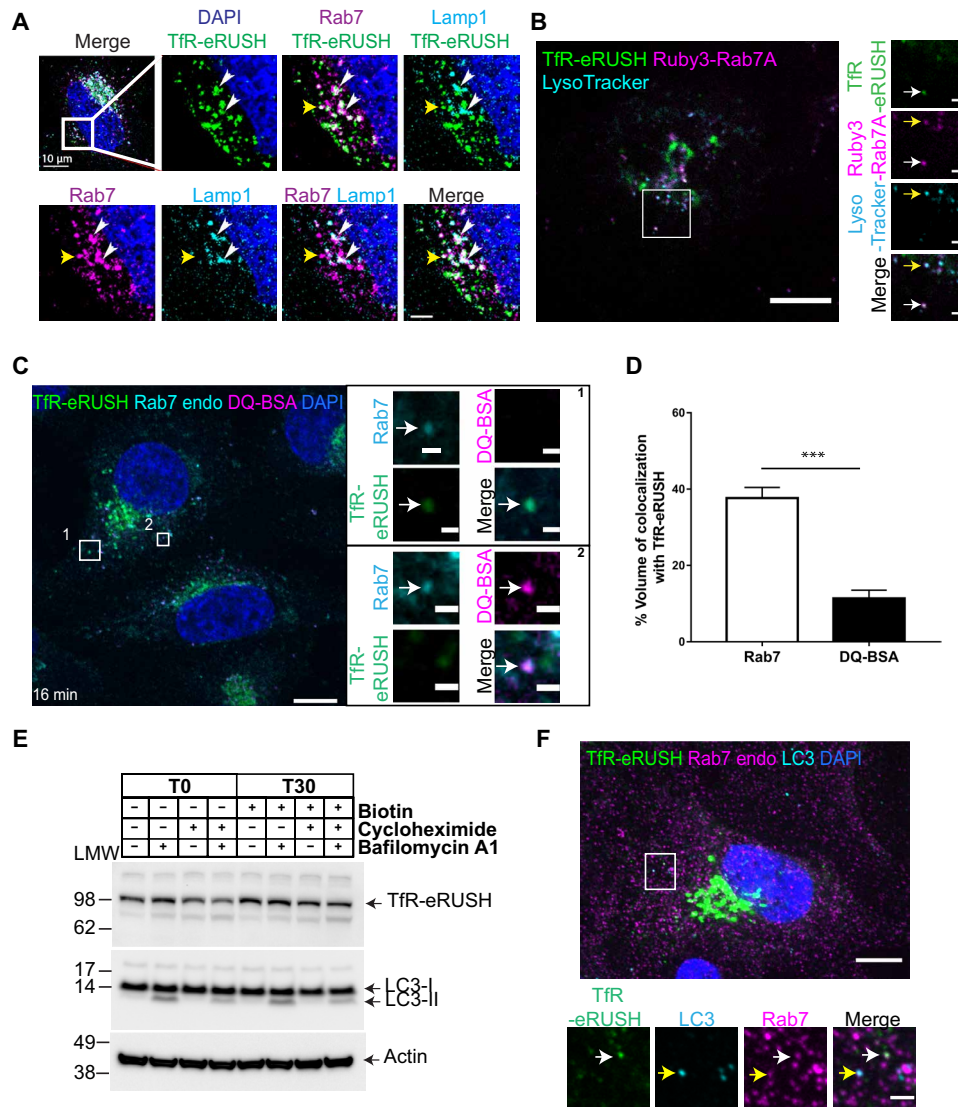 A
Merge
DAPI
TfR-eRUSH
Rab7
TfR-eRUSH
Lamp1
TfR-eRUSH
10 µm
Rab7
Lamp1
Rab7 Lamp1
Merge
B
TfR-eRUSH Ruby3-Rab7A
LysoTracker
TfR
-eRUSH
Ruby3
-Rab7A
Lyso
-Tracker
Merge
C
TfR-eRUSH Rab7 endo DQ-BSA DAPI
1
2
16 min
Rab7
DQ-BSA
1
TfR-
eRUSH
Merge
Rab7
DQ-BSA
2
TfR-
eRUSH
Merge
D
% Volume of colocalization
with TfR-eRUSH
60
40
20
0
***
Rab7
DQ-BSA
E
T0 T30
- - - - + + + + Biotin
- - + + - - + + Cycloheximide
- + - + - + - + Bafilomycin A1
LMW
98
62
TfR-eRUSH
17
14
LC3-I
LC3-II
49
38
Actin
F
TfR-eRUSH Rab7 endo LC3 DAPI
TfR
-eRUSH
LC3
Rab7
Merge